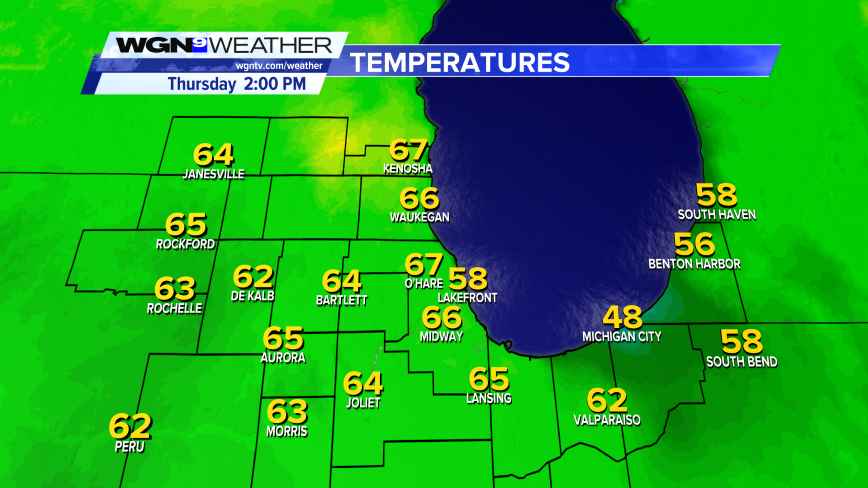 WGN9WEATHER
wgntv.com/weather
TEMPERATURES
Thursday 2:00 PM
67
KENOSHA
64
JANESVILLE
66
WAUKEGAN
58
SOUTH HAVEN
65
ROCKFORD
56
BENTON HARBOR
67
O'HARE
58
LAKEFRONT
62
DE KALB
64
BARTLETT
63
ROCHELLE
66
MIDWAY
48
MICHIGAN CITY
65
AURORA
58
SOUTH BEND
64
JOLIET
65
LANSING
62
VALPARAISO
63
MORRIS
62
PERU